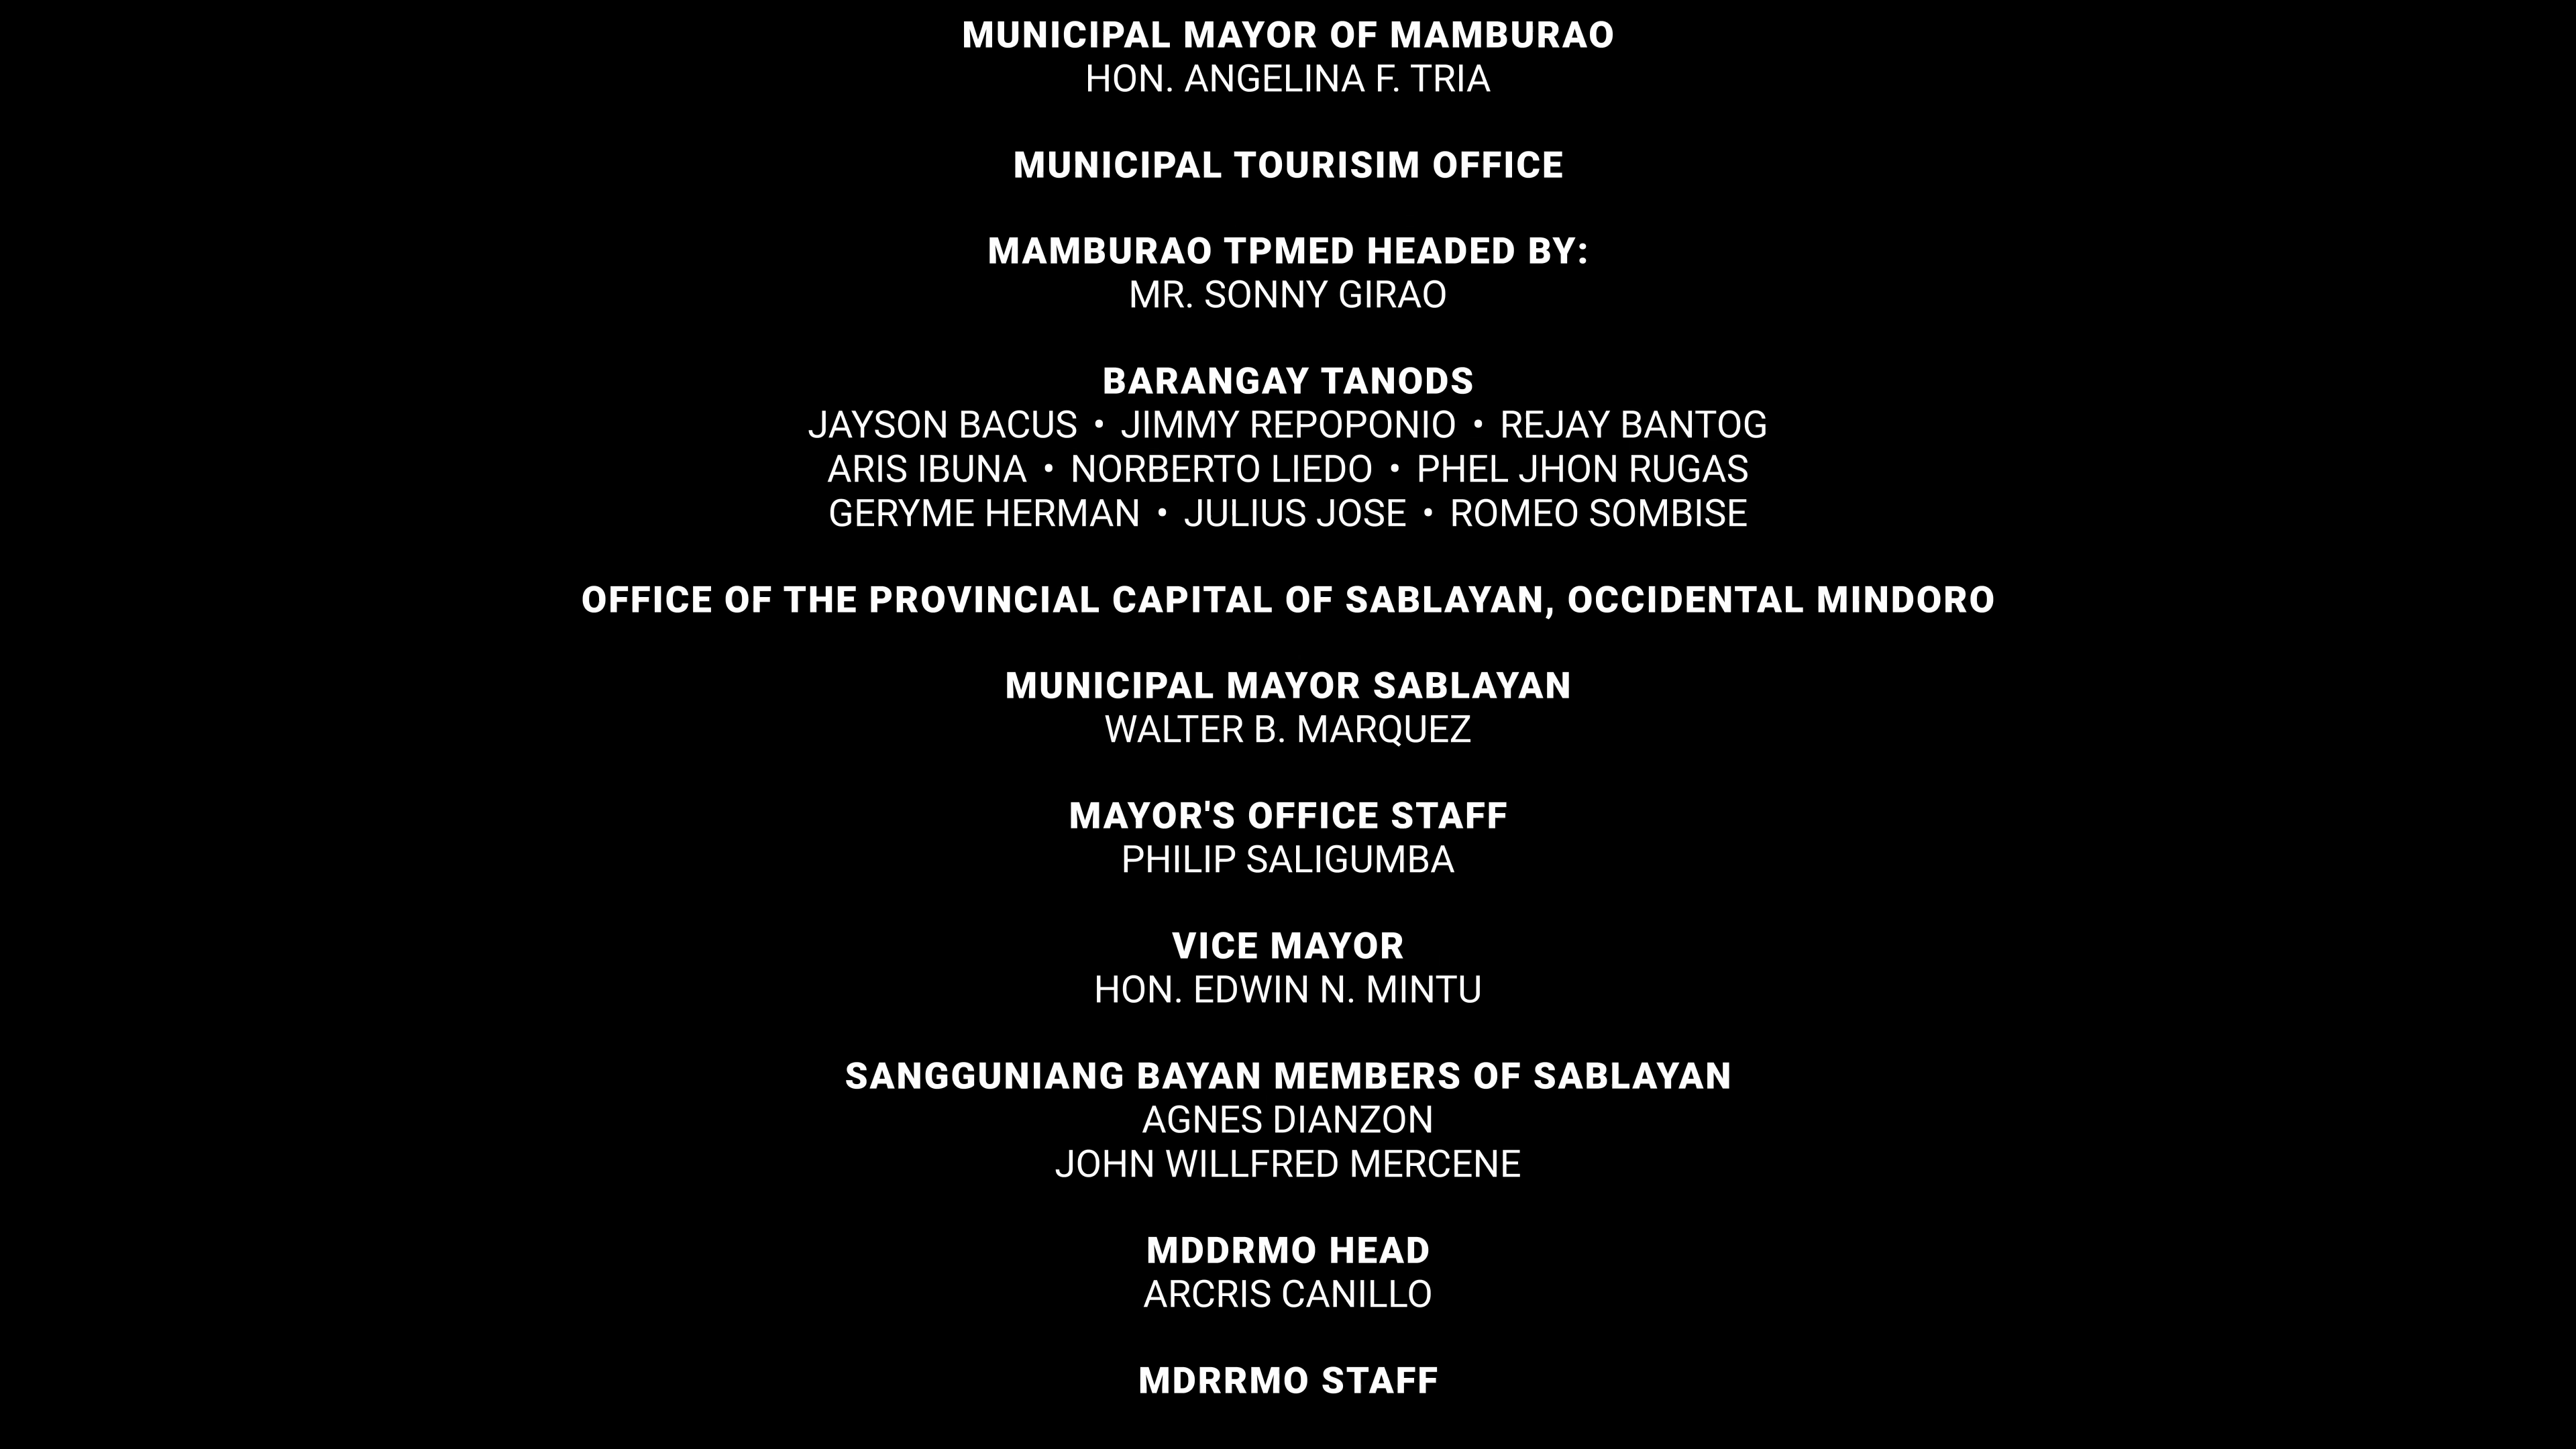 MUNICIPAL MAYOR OF MAMBURAO
HON. ANGELINA F. TRIA
MUNICIPAL TOURISIM OFFICE
MAMBURAO TPMED HEADED BY:
MR. SONNY GIRAO
BARANGAY TANODS
JAYSON BACUS • JIMMY REPOPONIO • REJAY BANTOG
ARIS IBUNA • NORBERTO LIEDO • PHEL JHON RUGAS
GERYME HERMAN • JULIUS JOSE • ROMEO SOMBISE
OFFICE OF THE PROVINCIAL CAPITAL OF SABLAYAN, OCCIDENTAL MINDORO
MUNICIPAL MAYOR SABLAYAN
WALTER B. MARQUEZ
MAYOR'S OFFICE STAFF
PHILIP SALIGUMBA
VICE MAYOR
HON. EDWIN N. MINTU
SANGGUNIANG BAYAN MEMBERS OF SABLAYAN
AGNES DIANZON
JOHN WILLFRED MERCENE
MDDRMO HEAD
ARCRIS CANILLO
MDRRMO STAFF